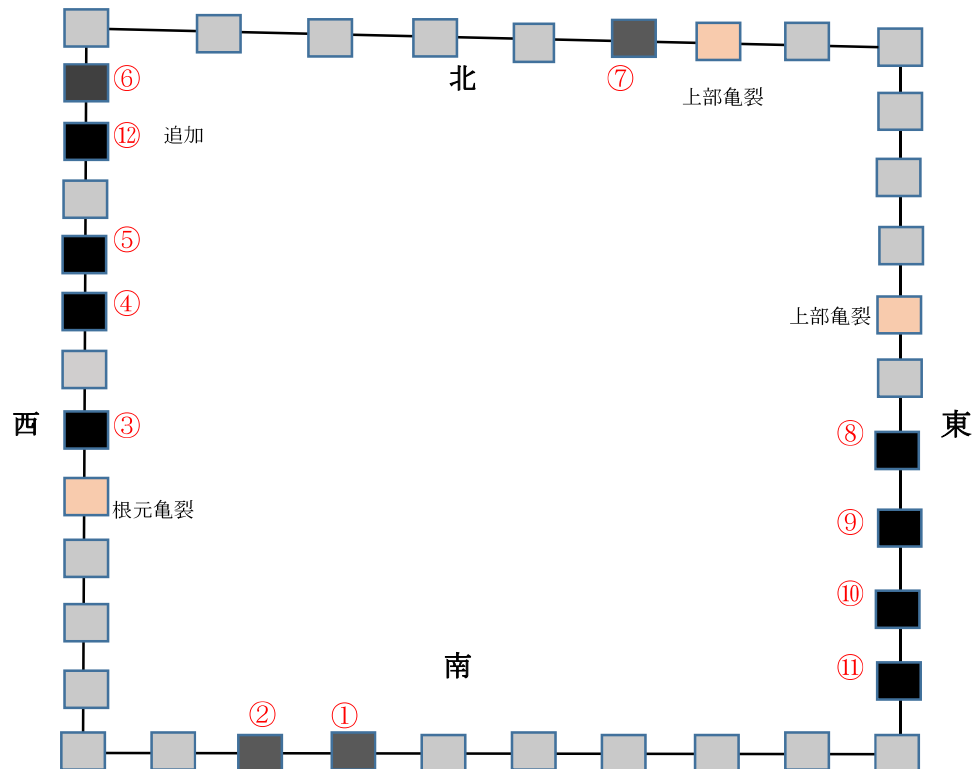 ⑥
⑦
北
上部亀裂
⑫ 追加
⑤
④
上部亀裂
西
③
東
⑧
根元亀裂
⑨
⑩
南
⑪
②
①